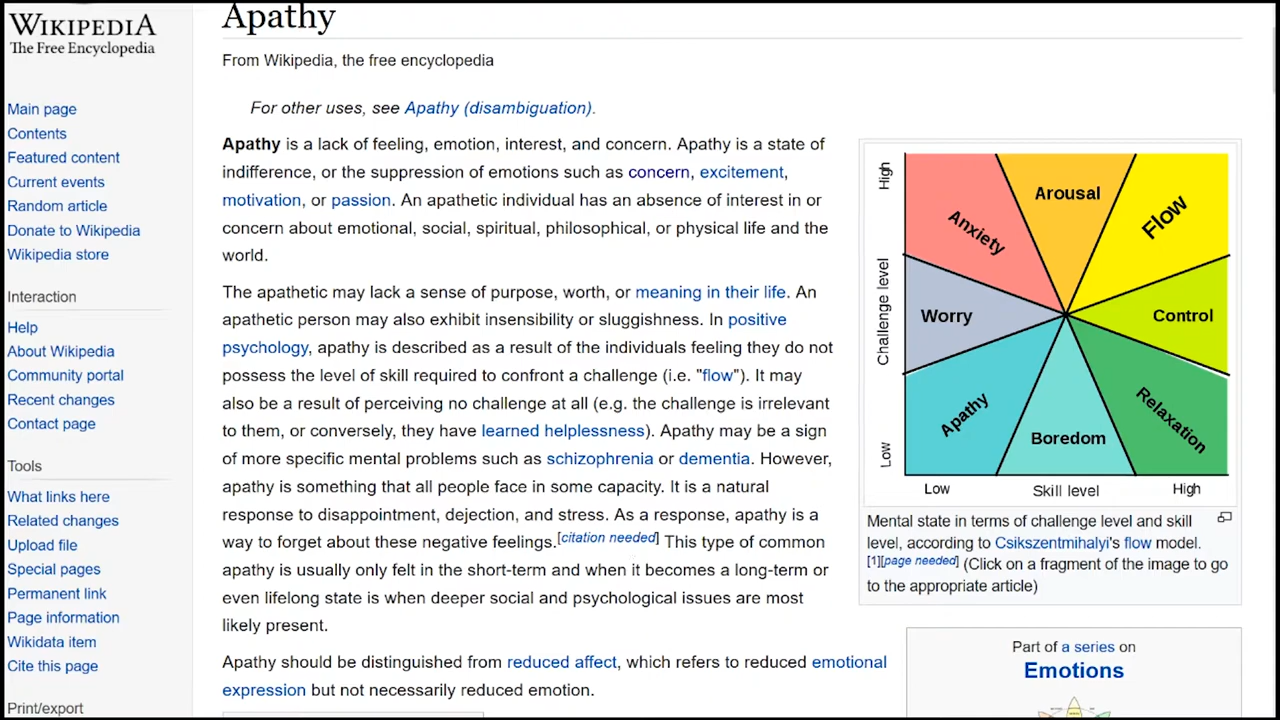 WIKIPEDIA
The Free Encyclopedia
Main page
Contents
Featured content
Current events
Random article
Donate to Wikipedia
Wikipedia store
Interaction
Help
About Wikipedia
Community portal
Recent changes
Contact page
Tools
What links here
Related changes
Upload file
Special pages
Permanent link
Page information
Wikidata item
Cite this page
Print/export
Apathy
From Wikipedia, the free encyclopedia
For other uses, see Apathy (disambiguation).
Apathy is a lack of feeling, emotion, interest, and concern. Apathy is a state of
indifference, or the suppression of emotions such as concern, excitement,
motivation, or passion. An apathetic individual has an absence of interest in or
concern about emotional, social, spiritual, philosophical, or physical life and the
world.
The apathetic may lack a sense of purpose, worth, or meaning in their life. An
apathetic person may also exhibit insensibility or sluggishness. In positive
psychology, apathy is described as a result of the individuals feeling they do not
possess the level of skill required to confront a challenge (i.e. "flow"). It may
also be a result of perceiving no challenge at all (e.g. the challenge is irrelevant
to them, or conversely, they have learned helplessness). Apathy may be a sign
of more specific mental problems such as schizophrenia or dementia. However,
apathy is something that all people face in some capacity. It is a natural
response to disappointment, dejection, and stress. As a response, apathy is a
way to forget about these negative feelings.[citation needed] This type of common
apathy is usually only felt in the short-term and when it becomes a long-term or
even lifelong state is when deeper social and psychological issues are most
likely present.
Apathy should be distinguished from reduced affect, which refers to reduced emotional
expression but not necessarily reduced emotion.
High
Challenge level
Low
Anxiety
Arousal
Flow
Worry
Control
Apathy
Boredom
Relaxation
Low
Skill level
High
Mental state in terms of challenge level and skill
level, according to Csikszentmihalyi's flow model.
[1][page needed] (Click on a fragment of the image to go
to the appropriate article)
Part of a series on
Emotions